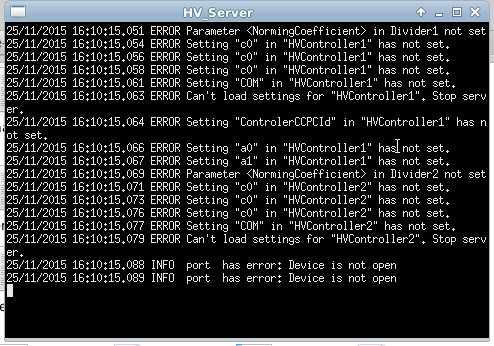 HV_Server
25/11/2015 16:10:15.051 ERROR Parameter <NormingCoefficient> in Divider1 not set
25/11/2015 16:10:15.054 ERROR Setting "c0" in "HVController1" has not set.
25/11/2015 16:10:15.056 ERROR Setting "c0" in "HVController1" has not set.
25/11/2015 16:10:15.058 ERROR Setting "c0" in "HVController1" has not set.
25/11/2015 16:10:15.061 ERROR Setting "COM" in "HVController1" has not set.
25/11/2015 16:10:15.063 ERROR Can't load settings for "HVController1". Stop serv
er.
25/11/2015 16:10:15.064 ERROR Setting "ControlerCCPCId" in "HVController1" has n
ot set.
25/11/2015 16:10:15.066 ERROR Setting "a0" in "HVController1" has not set.
25/11/2015 16:10:15.067 ERROR Setting "a1" in "HVController1" has not set.
25/11/2015 16:10:15.069 ERROR Parameter <NormingCoefficient> in Divider2 not set
25/11/2015 16:10:15.071 ERROR Setting "c0" in "HVController2" has not set.
25/11/2015 16:10:15.073 ERROR Setting "c0" in "HVController2" has not set.
25/11/2015 16:10:15.076 ERROR Setting "c0" in "HVController2" has not set.
25/11/2015 16:10:15.077 ERROR Setting "COM" in "HVController2" has not set.
25/11/2015 16:10:15.079 ERROR Can't load settings for "HVController2". Stop serv
er.
25/11/2015 16:10:15.088 INFO  port  has error: Device is not open
25/11/2015 16:10:15.089 INFO  port  has error: Device is not open